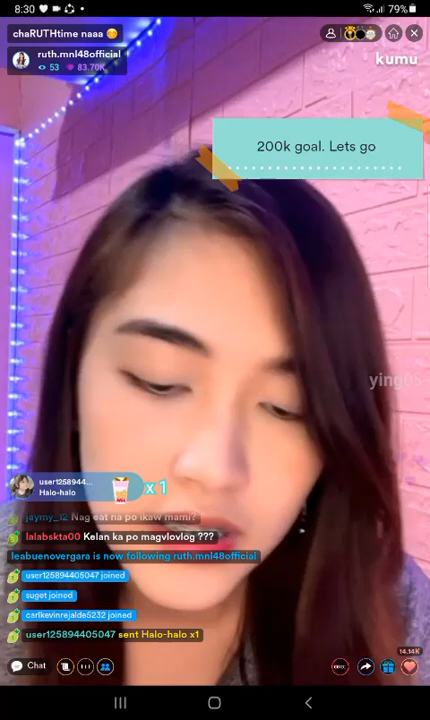 8:30
79%
chaRUTHtime naaa
ruth.mnl48official
53 83.70K
kumu
200k goal. Lets go
user1258944...
Halo-halo
x 1
jaymy_12 Nag eat na po ikaw mami?
lalabskta00 Kelan ka po magvlovlog ???
leabuenovergara is now following ruth.mnl48official
user125894405047 joined
suget joined
carlkevinrejalde5232 joined
user125894405047 sent Halo-halo x1
14.14K
Chat